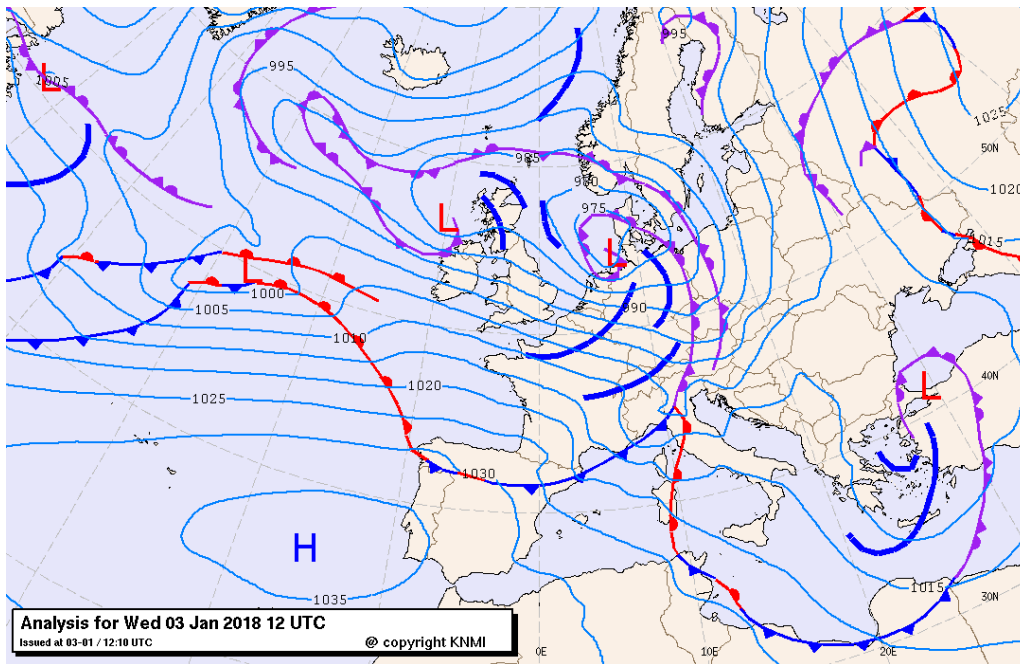 995
995
L
1005
1025
50N
985
980
1020
975
L
1015
L
L
1000
1005
990
1010
40N
L
1020
1025
1030
H
1015
30N
1035
Analysis for Wed 03 Jan 2018 12 UTC
Issued at 03-01 / 12:10 UTC @ copyright KNMI
0E 10E 20E